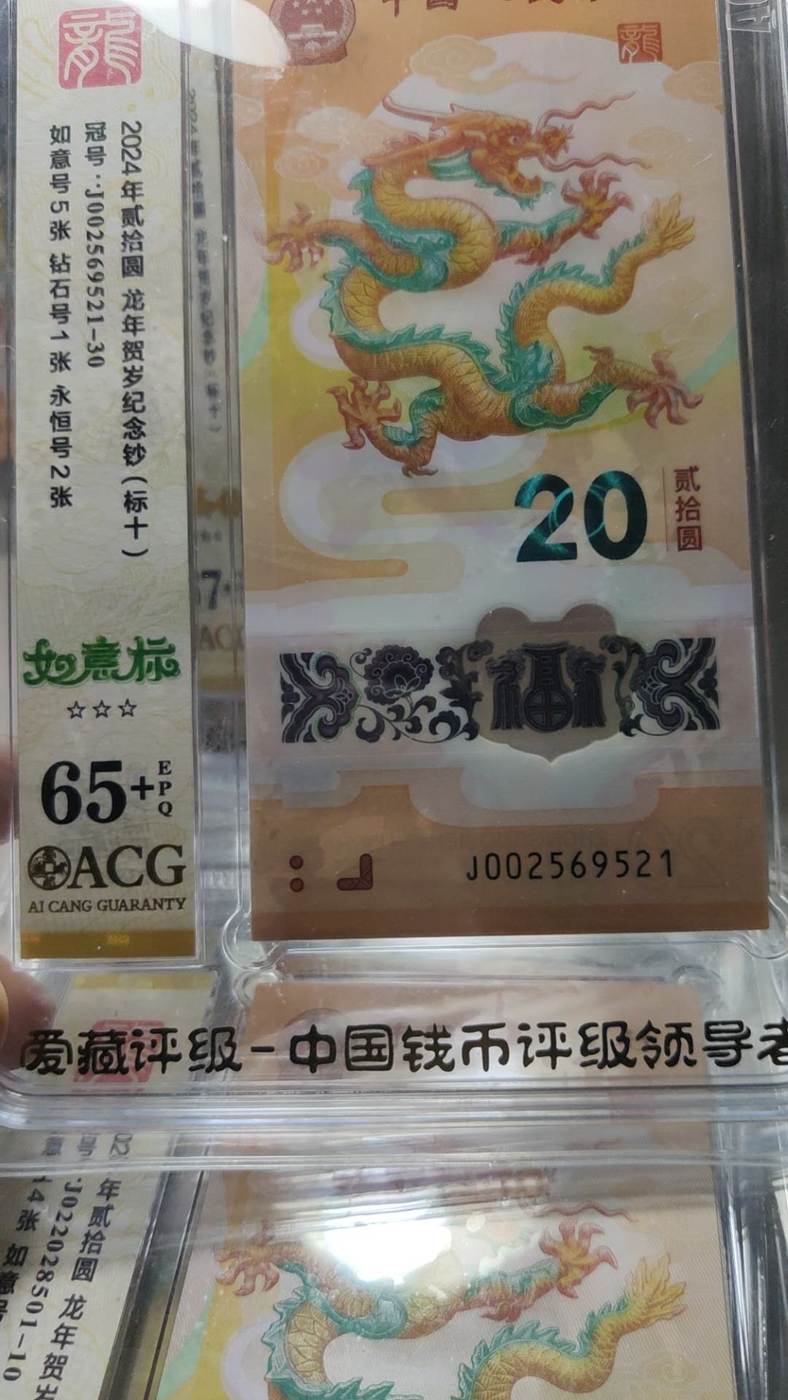 龍
2024年贰拾圆 龙年贺岁纪念钞(标十)
冠号:J002569521-30
如意号5张 钻石号1张 永恒号2张
如意标
☆☆☆
65+
EPQ
ACG
AI CANG GUARANTY
龍
20
贰拾圆
福
J002569521
爱藏评级-中国钱币评级领导者
年贰拾圆 龙年贺岁
号:J022028501-10
4张 如意号